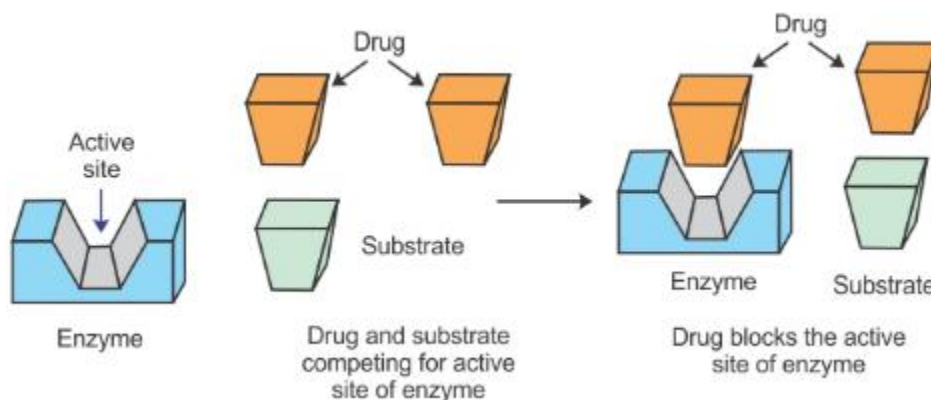 Drug
Active
site
Enzyme
Substrate
Drug and substrate
competing for active
site of enzyme
Drug
Enzyme
Substrate
Drug blocks the active
site of enzyme